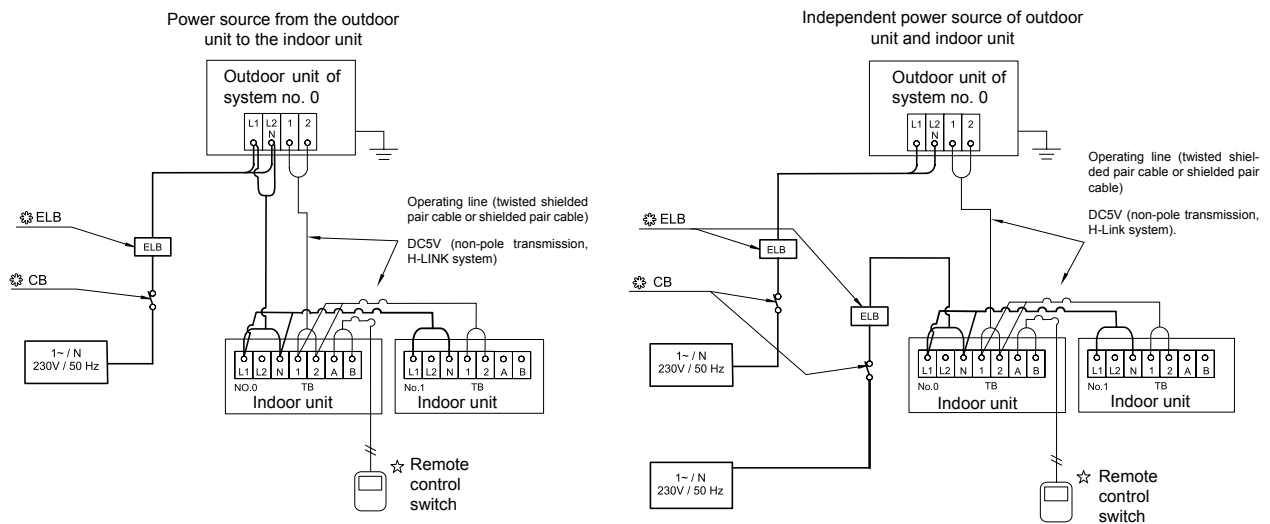 Power source from the outdoor
unit to the indoor unit
Outdoor unit of
system no. 0
L1 L2 1 2
N
Operating line (twisted shielded
pair cable or shielded pair cable)
DC5V (non-pole transmission,
H-LINK system)
ELB
ELB
CB
1~ / N
230V / 50 Hz
L1 L2 N 1 2 A B
NO.0 TB
Indoor unit
L1 L2 N 1 2 A B
No.1 TB
Indoor unit
☆ Remote
control
switch
Independent power source of outdoor
unit and indoor unit
Outdoor unit of
system no. 0
L1 L2 1 2
N
Operating line (twisted shiel-
ded pair cable or shielded pair
cable)
DC5V (non-pole transmission,
H-Link system).
ELB
ELB
CB
ELB
1~ / N
230V / 50 Hz
L1 L2 N 1 2 A B
No.0 TB
Indoor unit
L1 L2 N 1 2 A B
No.1 TB
Indoor unit
1~ / N
230V / 50 Hz
☆ Remote
control
switch